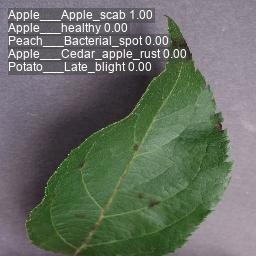 Apple___Apple_scab 1.00
Apple___healthy 0.00
Peach___Bacterial_spot 0.00
Apple___Cedar_apple_rust 0.00
Potato___Late_blight 0.00